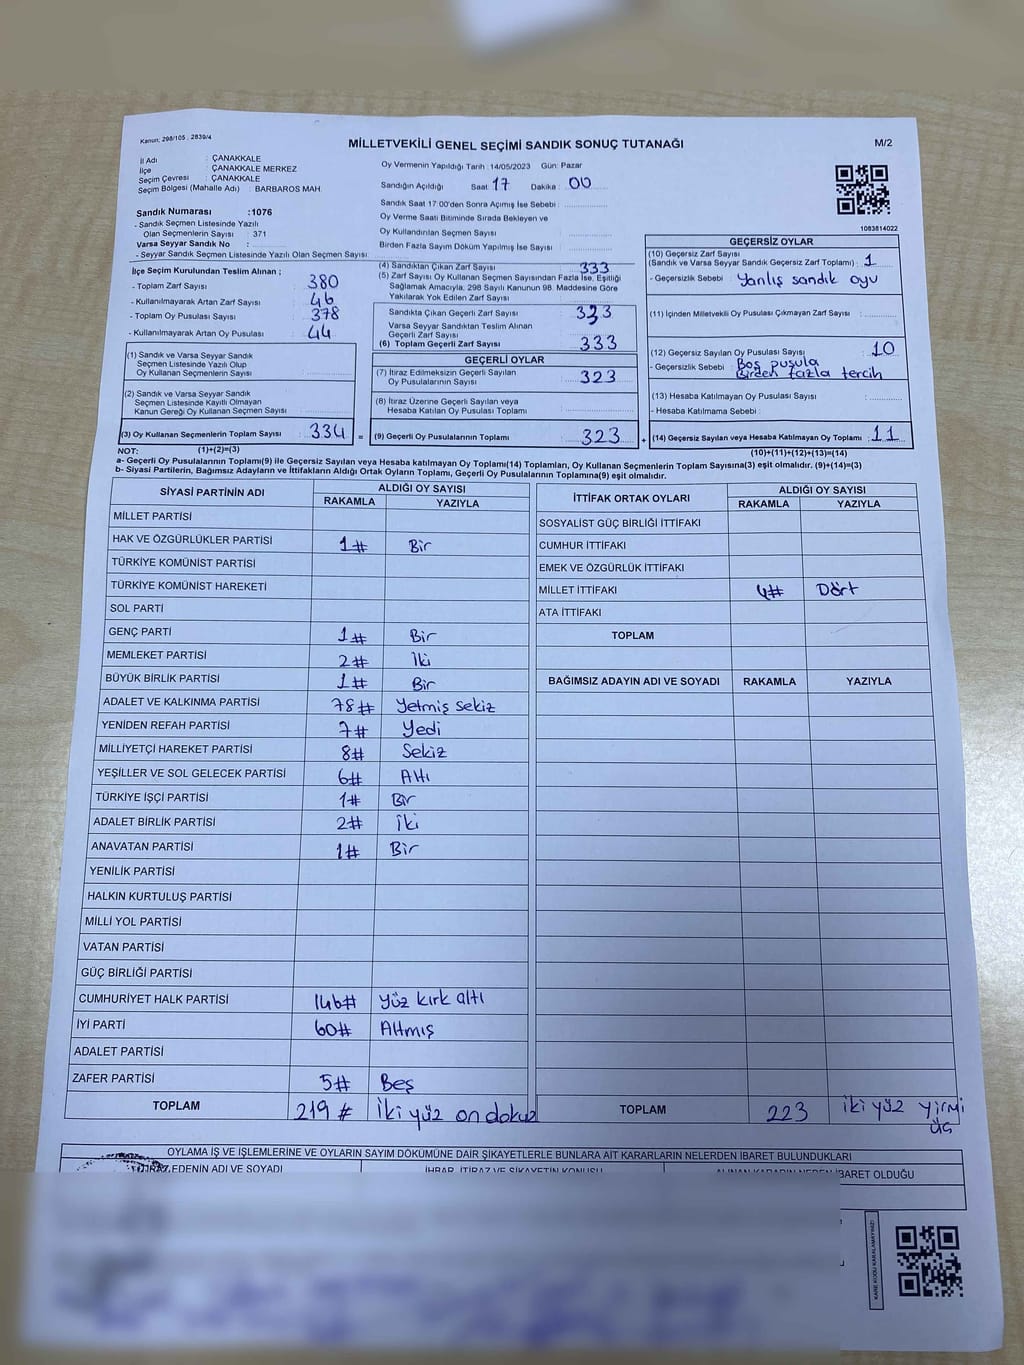 Kanun: 298/105 , 2839/4
MİLLETVEKİLİ GENEL SEÇİMİ SANDIK SONUÇ TUTANAĞI
M/2
İl Adı : ÇANAKKALE
İlçe : ÇANAKKALE MERKEZ
Seçim Çevresi : ÇANAKKALE
Seçim Bölgesi (Mahalle Adı) : BARBAROS MAH.
Sandık Numarası :1076
- Sandık Seçmen Listesinde Yazılı
Olan Seçmenlerin Sayısı : 371
Varsa Seyyar Sandık No :
- Seyyar Sandık Seçmen Listesinde Yazılı Olan Seçmen Sayısı
Oy Vermenin Yapıldığı Tarih : 14/05/2023 Gün: Pazar
Sandığın Açıldığı Saat : 17 Dakika : 00
Sandık Saat 17:00'den Sonra Açımış İse Sebebi :
Oy Verme Saati Bitiminde Sırada Bekleyen ve
Oy Kullandırılan Seçmen Sayısı :
Birden Fazla Sayım Döküm Yapılmış İse Sayısı :
1083814022
İlçe Seçim Kurulundan Teslim Alınan ;
- Toplam Zarf Sayısı : 380
- Kullanılmayarak Artan Zarf Sayısı : 46
- Toplam Oy Pusulası Sayısı : 378
- Kullanılmayarak Artan Oy Pusulası : 44
(1) Sandık ve Varsa Seyyar Sandık
Seçmen Listesinde Yazılı Olup
Oy Kullanan Seçmenlerin Sayısı :
(2) Sandık ve Varsa Seyyar Sandık
Seçmen Listesinde Kayıtlı Olmayan
Kanun Gereği Oy Kullanan Seçmen Sayısı :
(3) Oy Kullanan Seçmenlerin Toplam Sayısı : 334 =
(4) Sandıktan Çıkan Zarf Sayısı : 333
(5) Zarf Sayısı Oy Kullanan Seçmen Sayısından Fazla İse, Eşitliği
Sağlamak Amacıyla, 298 Sayılı Kanunun 98. Maddesine Göre
Yakılarak Yok Edilen Zarf Sayısı :
Sandıkta Çıkan Geçerli Zarf Sayısı : 333
Varsa Seyyar Sandıktan Teslim Alınan
Geçerli Zarf Sayısı :
(6) Toplam Geçerli Zarf Sayısı : 333
GEÇERLİ OYLAR
(7) İtiraz Edilmeksizin Geçerli Sayılan
Oy Pusulalarının Sayısı : 323
(8) İtiraz Üzerine Geçerli Sayılan veya
Hesaba Katılan Oy Pusulası Toplamı :
(9) Geçerli Oy Pusulalarının Toplamı : 323 +
GEÇERSİZ OYLAR
(10) Geçersiz Zarf Sayısı
(Sandık ve Varsa Seyyar Sandık Geçersiz Zarf Toplamı) : 1
- Geçersizlik Sebebi : Yanlış sandık oyu
(11) İçinden Milletvekili Oy Pusulası Çıkmayan Zarf Sayısı :
(12) Geçersiz Sayılan Oy Pusulası Sayısı : 10
- Geçersizlik Sebebi : Boş pusula
Birden fazla tercih
(13) Hesaba Katılmayan Oy Pusulası Sayısı :
- Hesaba Katılmama Sebebi :
(14) Geçersiz Sayılan veya Hesaba Katılmayan Oy Toplamı : 11
NOT: (1)+(2)=(3)
(10)+(11)+(12)+(13)=(14)
a- Geçerli Oy Pusulalarının Toplamı(9) ile Geçersiz Sayılan veya Hesaba katılmayan Oy Toplamı(14) Toplamları, Oy Kullanan Seçmenlerin Toplam Sayısına(3) eşit olmalıdır. (9)+(14)=(3)
b- Siyasi Partilerin, Bağımsız Adayların ve İttifakların Aldığı Ortak Oyların Toplamı, Geçerli Oy Pusulalarının Toplamına(9) eşit olmalıdır.
SİYASİ PARTİNİN ADI ALDIĞI OY SAYISI
RAKAMLA YAZIYLA
MİLLET PARTİSİ
HAK VE ÖZGÜRLÜKLER PARTİSİ 1# Bir
TÜRKİYE KOMÜNİST PARTİSİ
TÜRKİYE KOMÜNİST HAREKETİ
SOL PARTİ
GENÇ PARTİ 1# Bir
MEMLEKET PARTİSİ 2# İki
BÜYÜK BİRLİK PARTİSİ 1# Bir
ADALET VE KALKINMA PARTİSİ 78# Yetmiş Sekiz
YENİDEN REFAH PARTİSİ 7# Yedi
MİLLİYETÇİ HAREKET PARTİSİ 8# Sekiz
YEŞİLLER VE SOL GELECEK PARTİSİ 6# Altı
TÜRKİYE İŞÇİ PARTİSİ 1# Bir
ADALET BİRLİK PARTİSİ 2# İki
ANAVATAN PARTİSİ 1# Bir
YENİLİK PARTİSİ
HALKIN KURTULUŞ PARTİSİ
MİLLİ YOL PARTİSİ
VATAN PARTİSİ
GÜÇ BİRLİĞİ PARTİSİ
CUMHURİYET HALK PARTİSİ 146# Yüz kırk altı
İYİ PARTİ 60# Altmış
ADALET PARTİSİ
ZAFER PARTİSİ 5# Beş
TOPLAM 219 # İki yüz on dokuz
İTTİFAK ORTAK OYLARI ALDIĞI OY SAYISI
RAKAMLA YAZIYLA
SOSYALİST GÜÇ BİRLİĞİ İTTİFAKI
CUMHUR İTTİFAKI
EMEK VE ÖZGÜRLÜK İTTİFAKI
MİLLET İTTİFAKI 4# Dört
ATA İTTİFAKI
TOPLAM
BAĞIMSIZ ADAYIN ADI VE SOYADI RAKAMLA YAZIYLA
TOPLAM 223 iki yüz yirmi
üç
OYLAMA İŞ VE İŞLEMLERİNE VE OYLARIN SAYIM DÖKÜMÜNE DAİR ŞİKAYETLERLE BUNLARA AİT KARARLARIN NELERDEN İBARET BULUNDUKLARI
EDENİN ADI VE SOYADI İHBAR, İTİRAZ VE ŞİKAYETİN KONUSU ALINAN KARARIN NEDEN İBARET OLDUĞU
KARE KODU KARALAMAYINIZ!